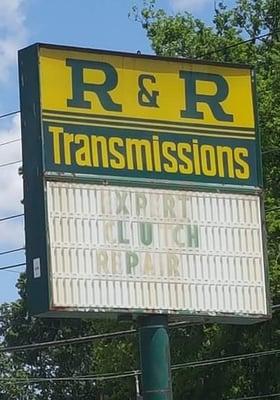 R & R
Transmissions
EXPERT
CLUTCH
REPAIR